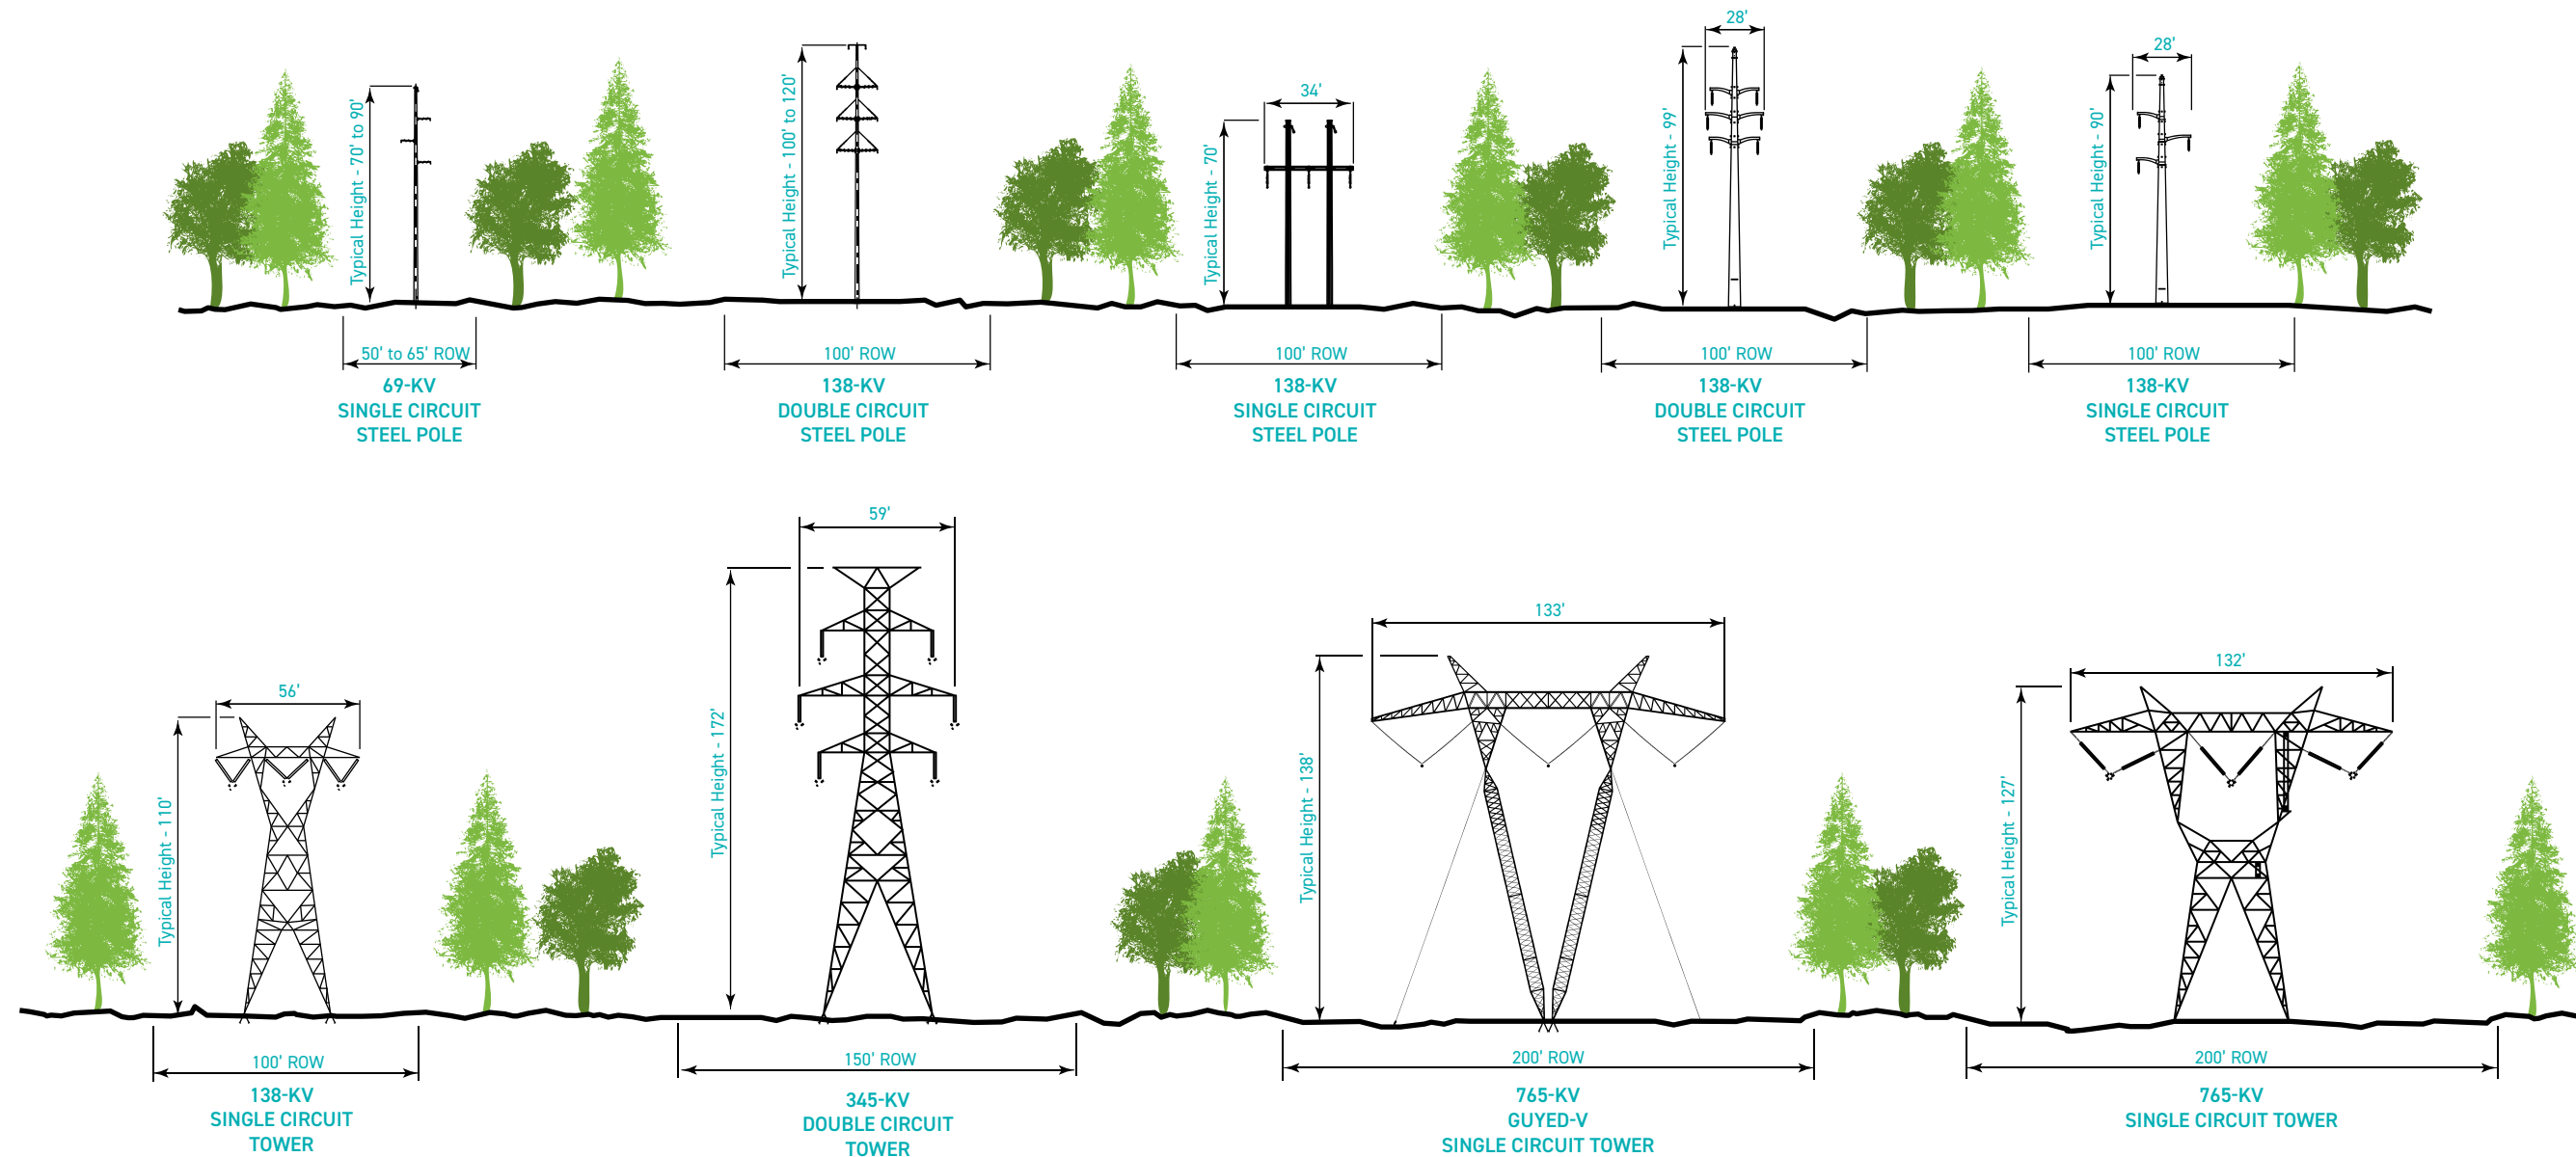 Typical Height - 70' to 90'
50' to 65' ROW
69-KV
SINGLE CIRCUIT
STEEL POLE
Typical Height - 100' to 120'
100' ROW
138-KV
DOUBLE CIRCUIT
STEEL POLE
34'
Typical Height - 70'
100' ROW
138-KV
SINGLE CIRCUIT
STEEL POLE
28'
Typical Height - 99'
100' ROW
138-KV
DOUBLE CIRCUIT
STEEL POLE
28'
Typical Height - 90'
100' ROW
138-KV
SINGLE CIRCUIT
STEEL POLE
56'
Typical Height - 110'
100' ROW
138-KV
SINGLE CIRCUIT
TOWER
59'
Typical Height - 172'
150' ROW
345-KV
DOUBLE CIRCUIT
TOWER
133'
Typical Height - 138'
200' ROW
765-KV
GUYED-V
SINGLE CIRCUIT TOWER
132'
Typical Height - 127'
200' ROW
765-KV
SINGLE CIRCUIT TOWER